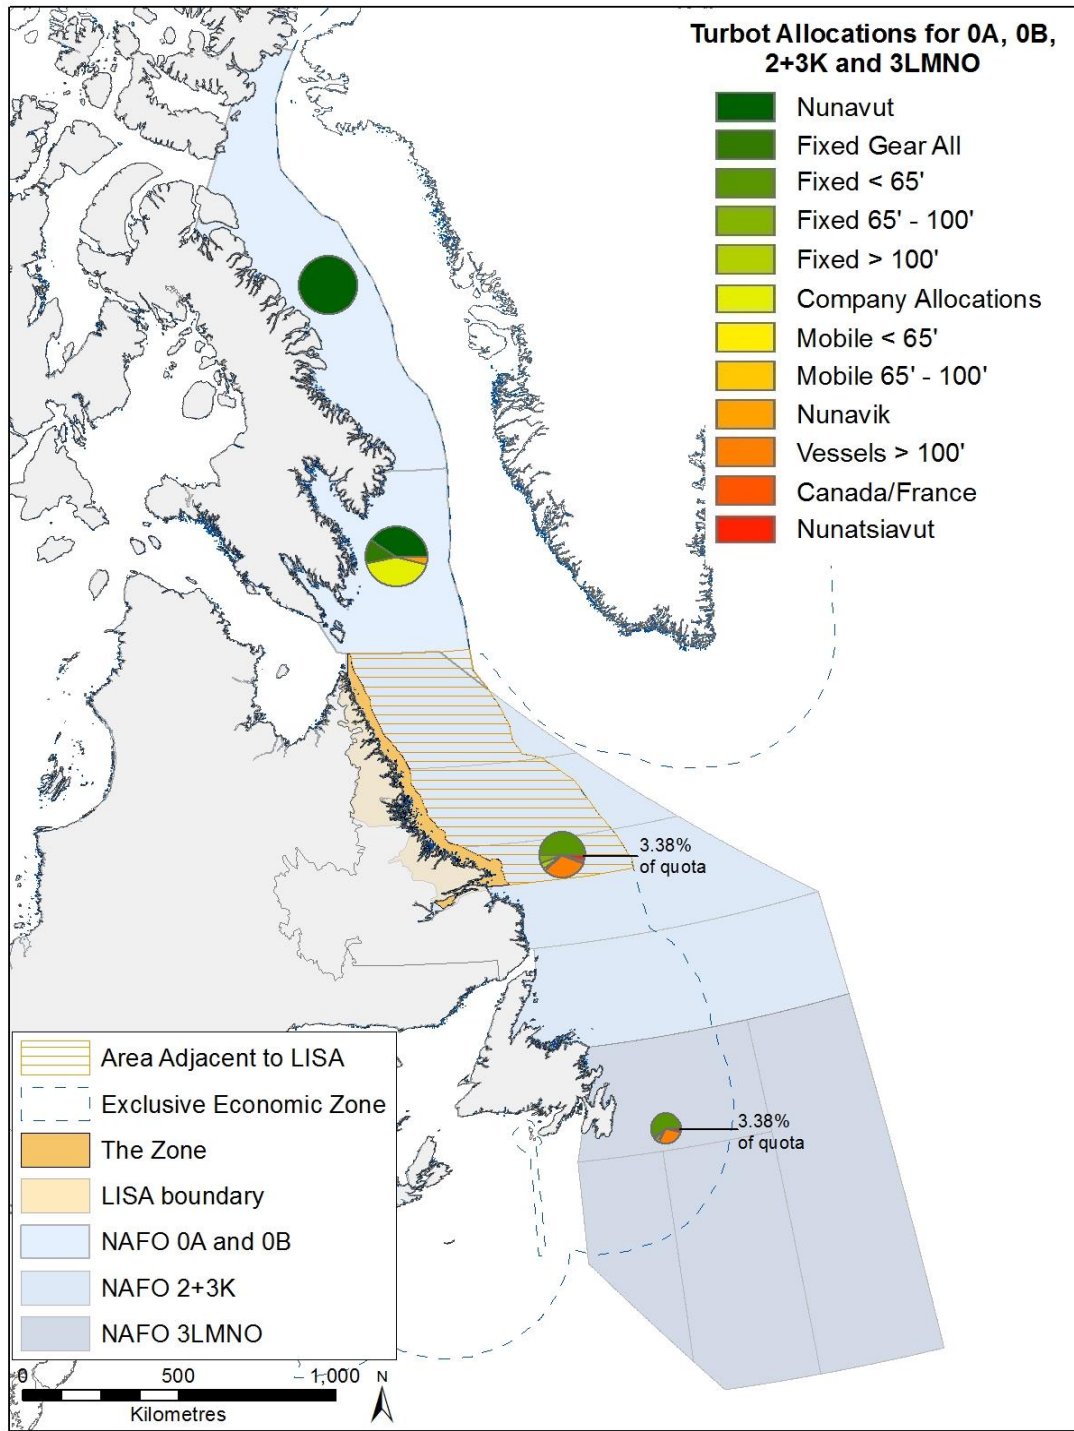 Turbot Allocations for 0A, 0B,
2+3K and 3LMNO
Nunavut
Fixed Gear All
Fixed < 65'
Fixed 65' - 100'
Fixed > 100'
Company Allocations
Mobile < 65'
Mobile 65' - 100'
Nunavik
Vessels > 100'
Canada/France
Nunatsiavut
3.38%
of quota
3.38%
of quota
Area Adjacent to LISA
Exclusive Economic Zone
The Zone
LISA boundary
NAFO 0A and 0B
NAFO 2+3K
NAFO 3LMNO
0 500 1,000
Kilometres
N